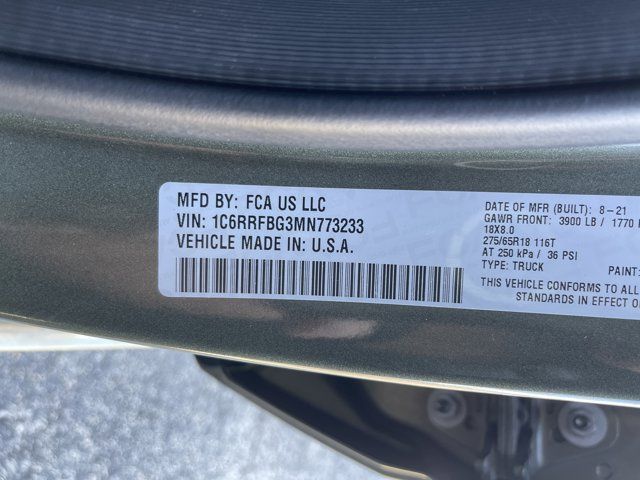 MFD BY: FCA US LLC
VIN: 1C6RRFBG3MN773233
VEHICLE MADE IN: U.S.A.
DATE OF MFR (BUILT): 8-21
GAWR FRONT: 3900 LB / 1770
18X8.0
275/65R18 116T
AT 250 kPa / 36 PSI
TYPE: TRUCK
PAINT:
THIS VEHICLE CONFORMS TO ALL
STANDARDS IN EFFECT